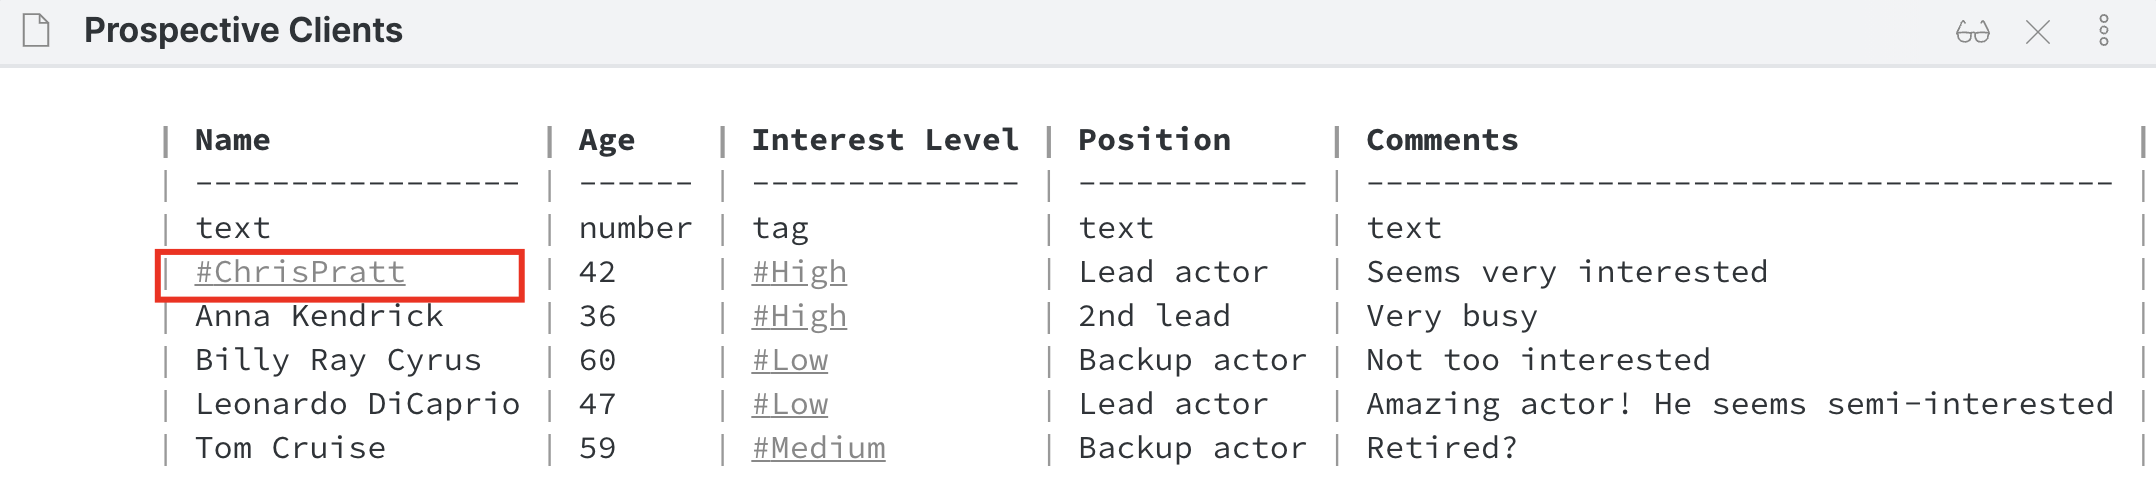 Prospective Clients
| Name | Age | Interest Level | Position | Comments |
| ----------------- | ------ | -------------- | ------------ | --------------------------------------- |
| text | number | tag | text | text |
| #ChrisPratt | 42 | #High | Lead actor | Seems very interested |
| Anna Kendrick | 36 | #High | 2nd lead | Very busy |
| Billy Ray Cyrus | 60 | #Low | Backup actor | Not too interested |
| Leonardo DiCaprio | 47 | #Low | Lead actor | Amazing actor! He seems semi-interested |
| Tom Cruise | 59 | #Medium | Backup actor | Retired? |